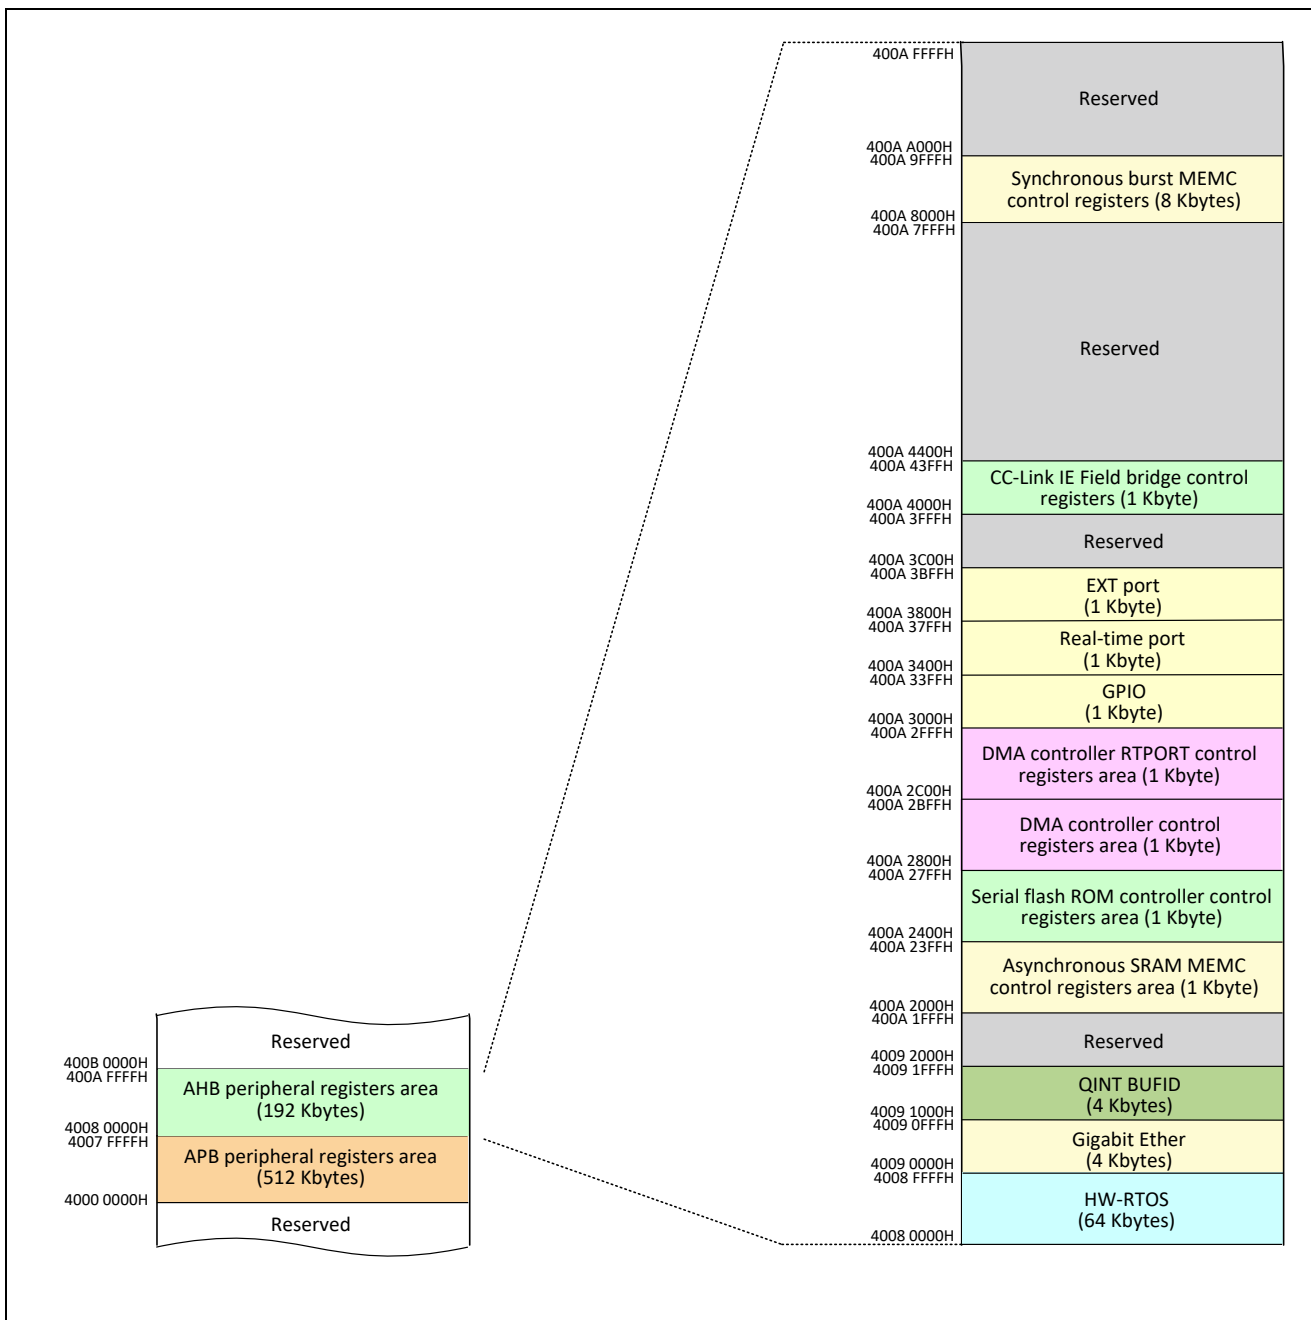 400A FFFFH
Reserved
400A A000H
400A 9FFFH
Synchronous burst MEMC
control registers (8 Kbytes)
400A 8000H
400A 7FFFH
Reserved
400A 4400H
400A 43FFH
CC-Link IE Field bridge control
registers (1 Kbyte)
400A 4000H
400A 3FFFH
Reserved
400A 3C00H
400A 3BFFH
EXT port
(1 Kbyte)
400A 3800H
400A 37FFH
Real-time port
(1 Kbyte)
400A 3400H
400A 33FFH
GPIO
(1 Kbyte)
400A 3000H
400A 2FFFH
DMA controller RTPORT control
registers area (1 Kbyte)
400A 2C00H
400A 2BFFH
DMA controller control
registers area (1 Kbyte)
400A 2800H
400A 27FFH
Serial flash ROM controller control
registers area (1 Kbyte)
400A 2400H
400A 23FFH
Asynchronous SRAM MEMC
control registers area (1 Kbyte)
400A 2000H
400A 1FFFH
Reserved
4009 2000H
4009 1FFFH
QINT BUFID
(4 Kbytes)
4009 1000H
4009 0FFFH
Gigabit Ether
(4 Kbytes)
4009 0000H
4008 FFFFH
HW-RTOS
(64 Kbytes)
4008 0000H
Reserved
400B 0000H
400A FFFFH
AHB peripheral registers area
(192 Kbytes)
4008 0000H
4007 FFFFH
APB peripheral registers area
(512 Kbytes)
4000 0000H
Reserved